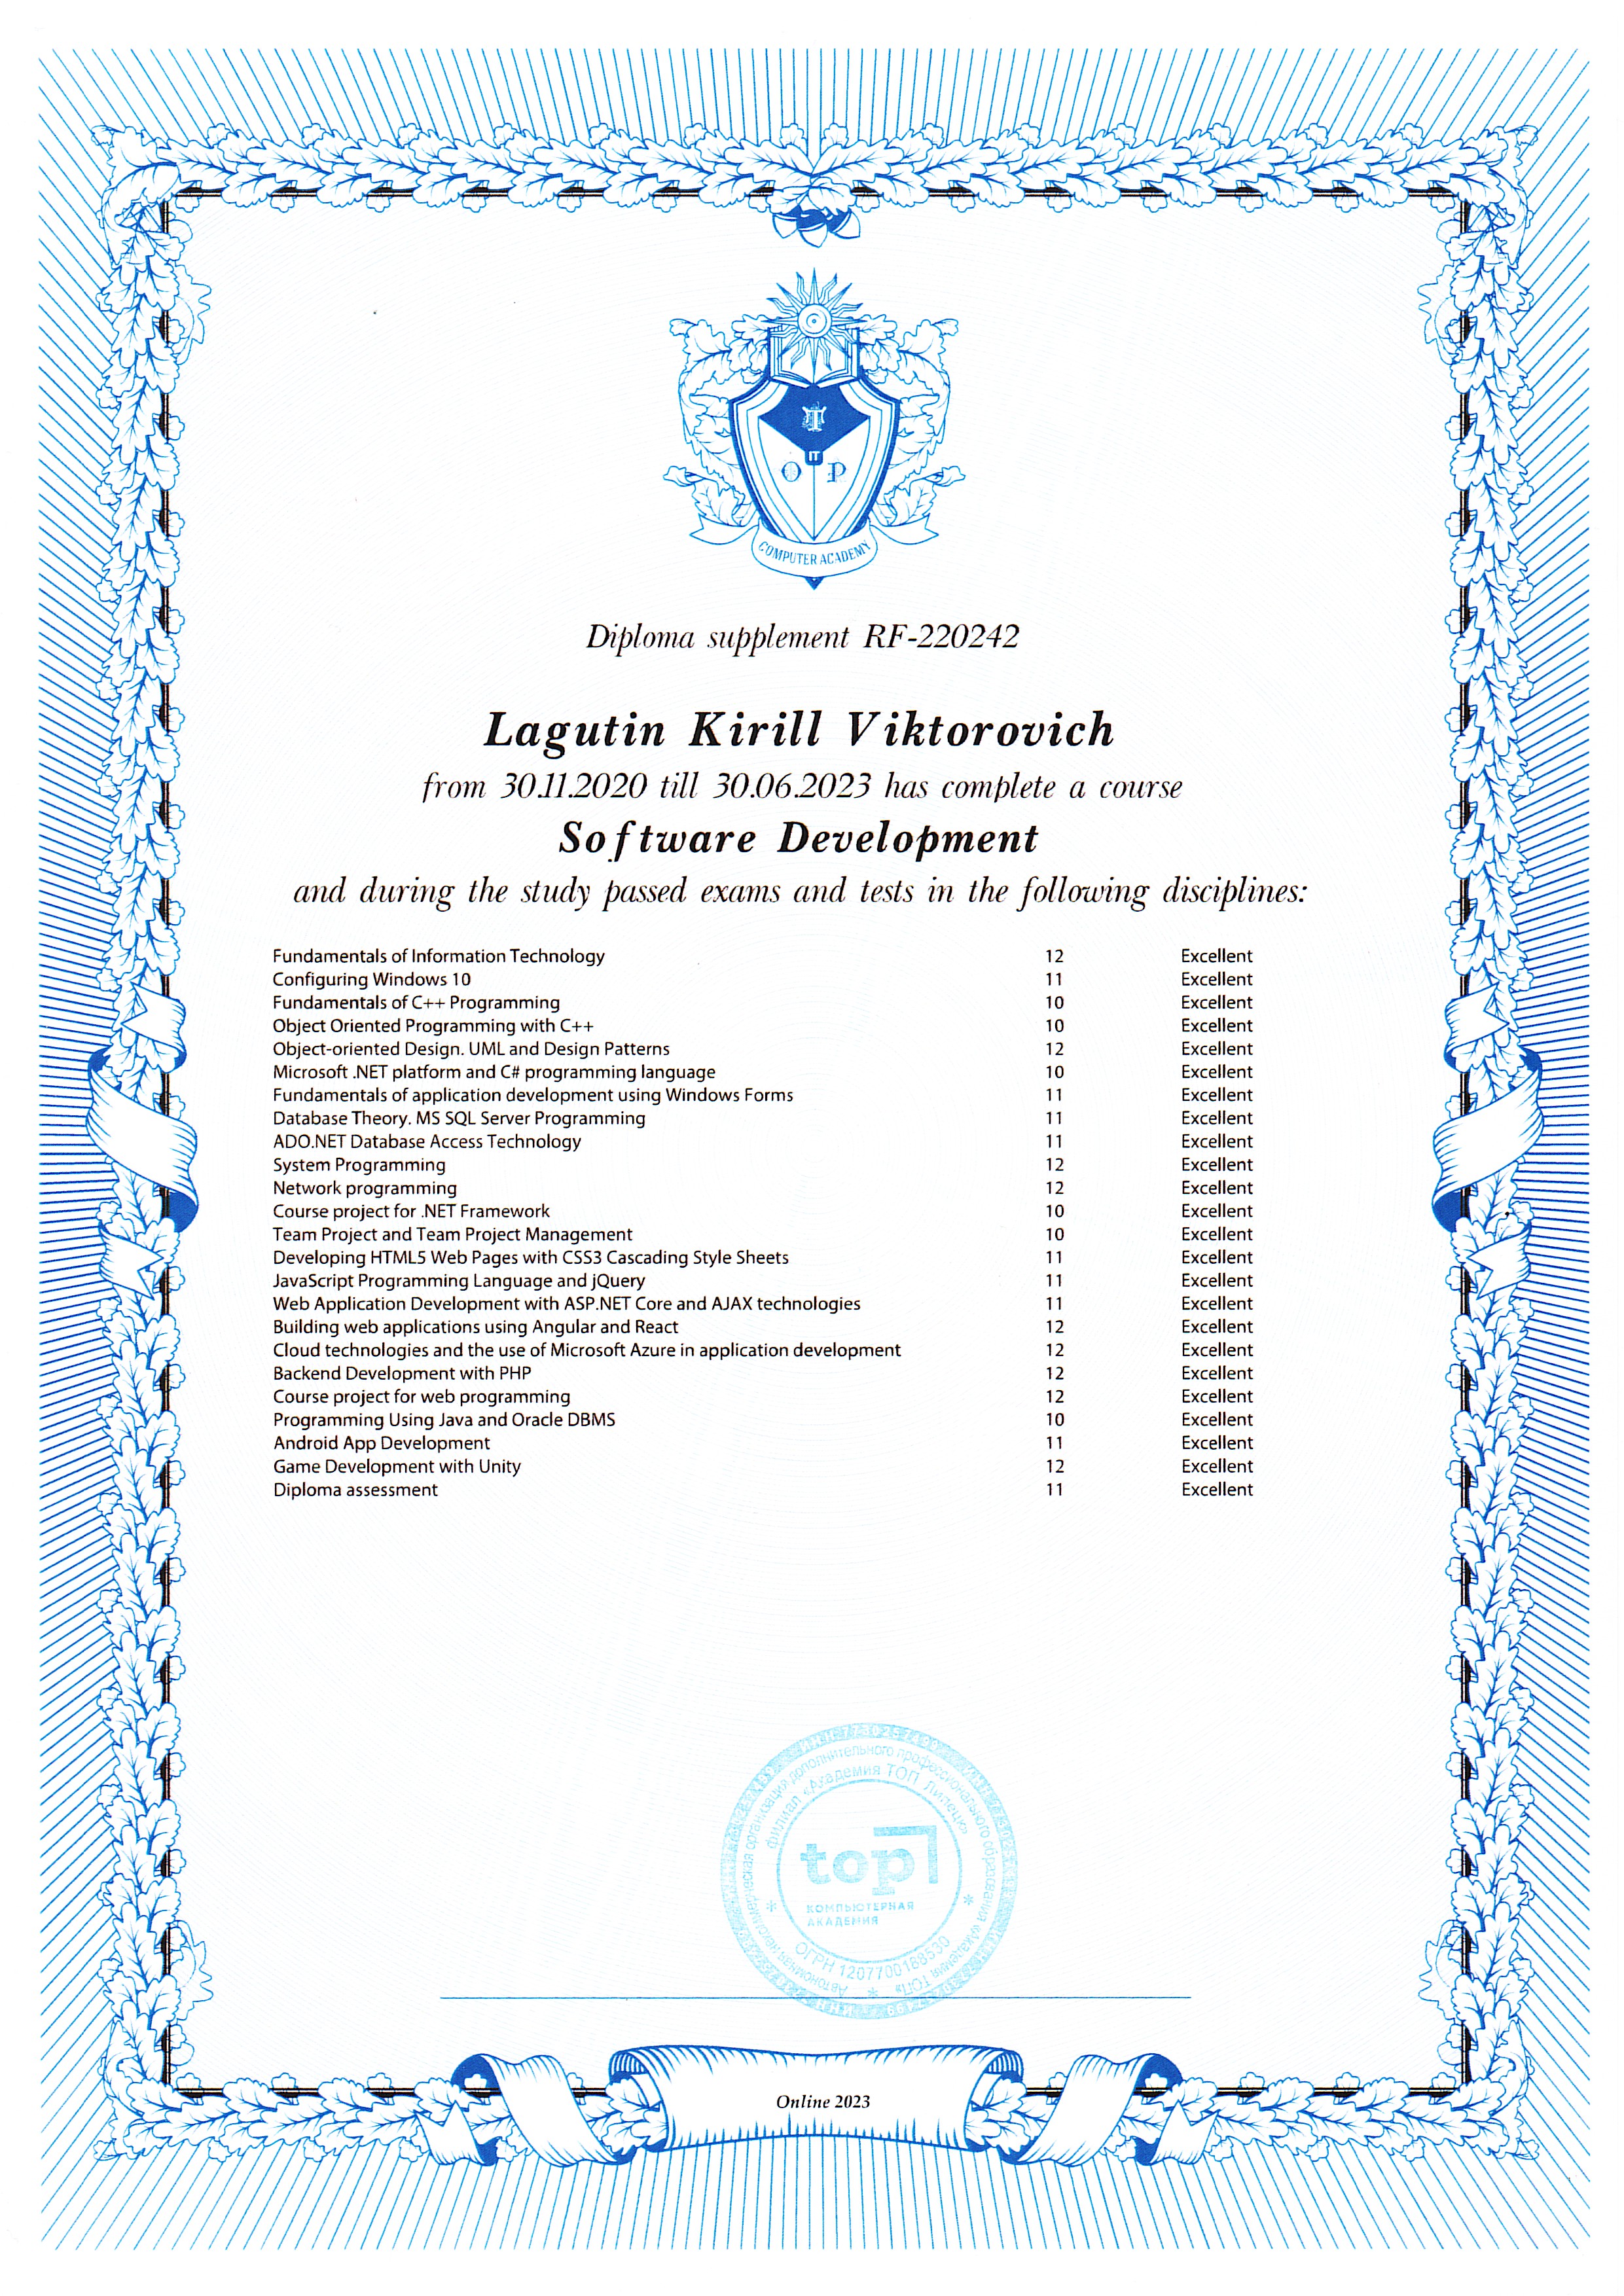 IT
O P
COMPUTER ACADEMY
Diploma supplement RF-220242
Lagutin Kirill Viktorovich
from 30.11.2020 till 30.06.2023 has complete a course
Software Development
and during the study passed exams and tests in the following disciplines:
Fundamentals of Information Technology 12 Excellent
Configuring Windows 10 11 Excellent
Fundamentals of C++ Programming 10 Excellent
Object Oriented Programming with C++ 10 Excellent
Object-oriented Design. UML and Design Patterns 12 Excellent
Microsoft .NET platform and C# programming language 10 Excellent
Fundamentals of application development using Windows Forms 11 Excellent
Database Theory. MS SQL Server Programming 11 Excellent
ADO.NET Database Access Technology 11 Excellent
System Programming 12 Excellent
Network programming 12 Excellent
Course project for .NET Framework 10 Excellent
Team Project and Team Project Management 10 Excellent
Developing HTML5 Web Pages with CSS3 Cascading Style Sheets 11 Excellent
JavaScript Programming Language and jQuery 11 Excellent
Web Application Development with ASP.NET Core and AJAX technologies 11 Excellent
Building web applications using Angular and React 12 Excellent
Cloud technologies and the use of Microsoft Azure in application development 12 Excellent
Backend Development with PHP 12 Excellent
Course project for web programming 12 Excellent
Programming Using Java and Oracle DBMS 10 Excellent
Android App Development 11 Excellent
Game Development with Unity 12 Excellent
Diploma assessment 11 Excellent
Автономная некоммерческая организация дополнительного профессионального образования «Академия ТОП»
филиал «Академия ТОП Липецк»
top
КОМПЬЮТЕРНАЯ
АКАДЕМИЯ
ОГРН 1207700188530
Online 2023